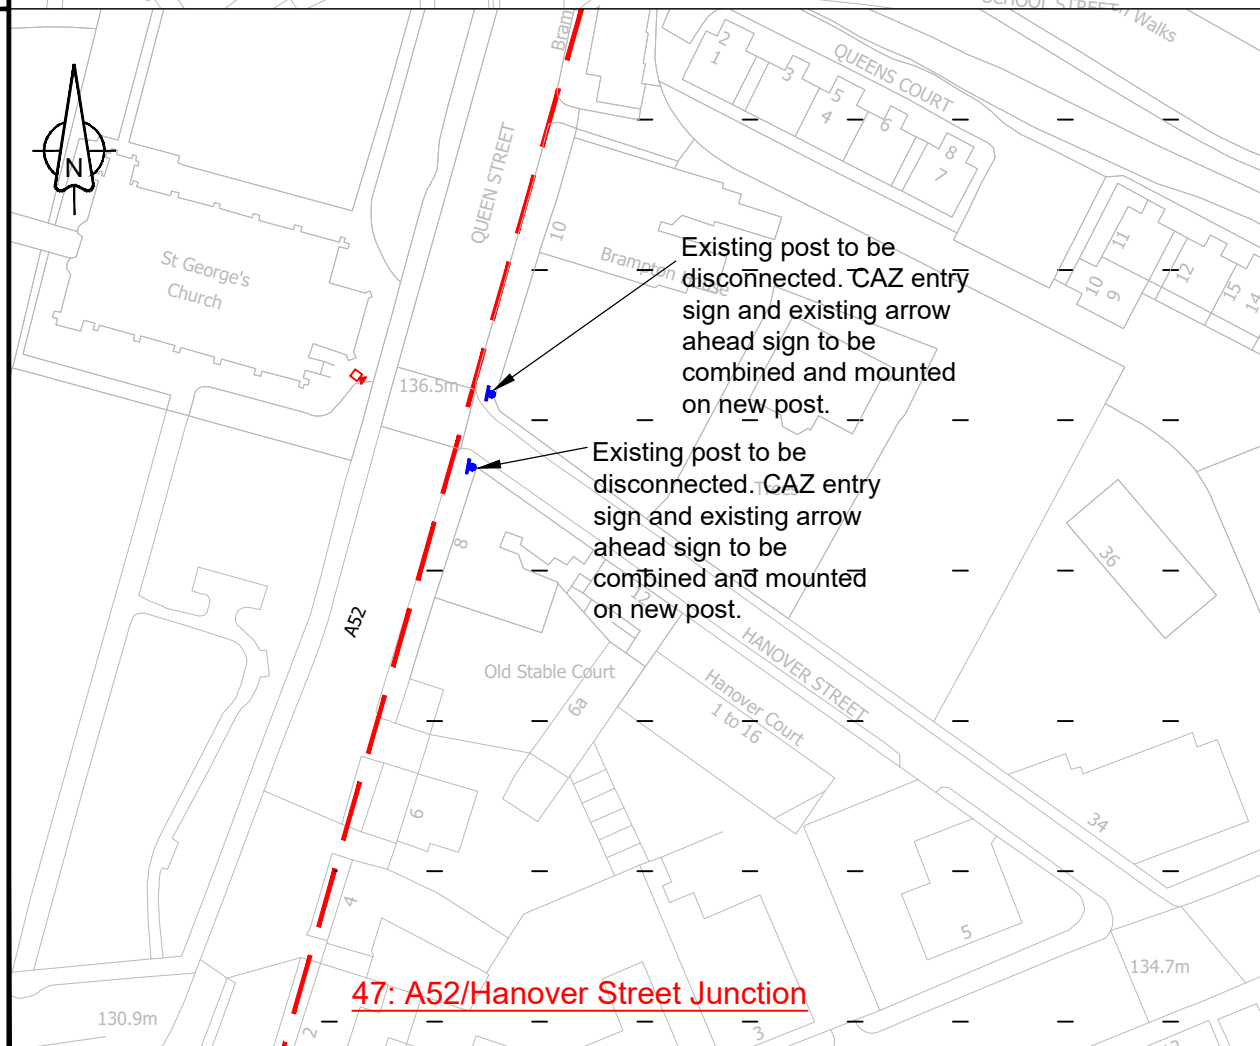 SCHOOL STREET
Walks
Bram
QUEENS COURT
2
1
3
5
4
6
8
7
N
QUEEN STREET
10
St George's
Church
Brampton House
11
12
10
9
15
14
Existing post to be
disconnected. CAZ entry
sign and existing arrow
ahead sign to be
combined and mounted
on new post.
136.5m
Existing post to be
disconnected. CAZ entry
sign and existing arrow
ahead sign to be
combined and mounted
on new post.
Trees
36
8
12
A52
HANOVER STREET
Old Stable Court
Hanover Court
1 to 16
6a
6
34
4
5
134.7m
47: A52/Hanover Street Junction
130.9m
2
3